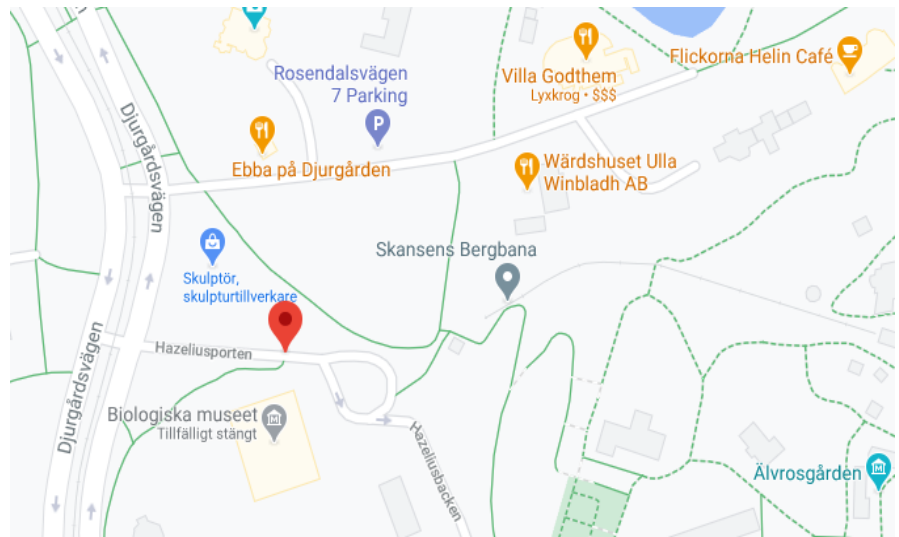 Djurgårdsvägen
Rosendalsvägen
7 Parking
P
Villa Godthem
Lyxkrog • $$$
Flickorna Helin Café
Ebba på Djurgården
Wärdshuset Ulla
Winbladh AB
Skansens Bergbana
Skulptör,
skulpturtillverkare
Djurgårdsvägen
Hazeliusporten
Biologiska museet
Tillfälligt stängt
Hazeliusbacken
Älvrosgården